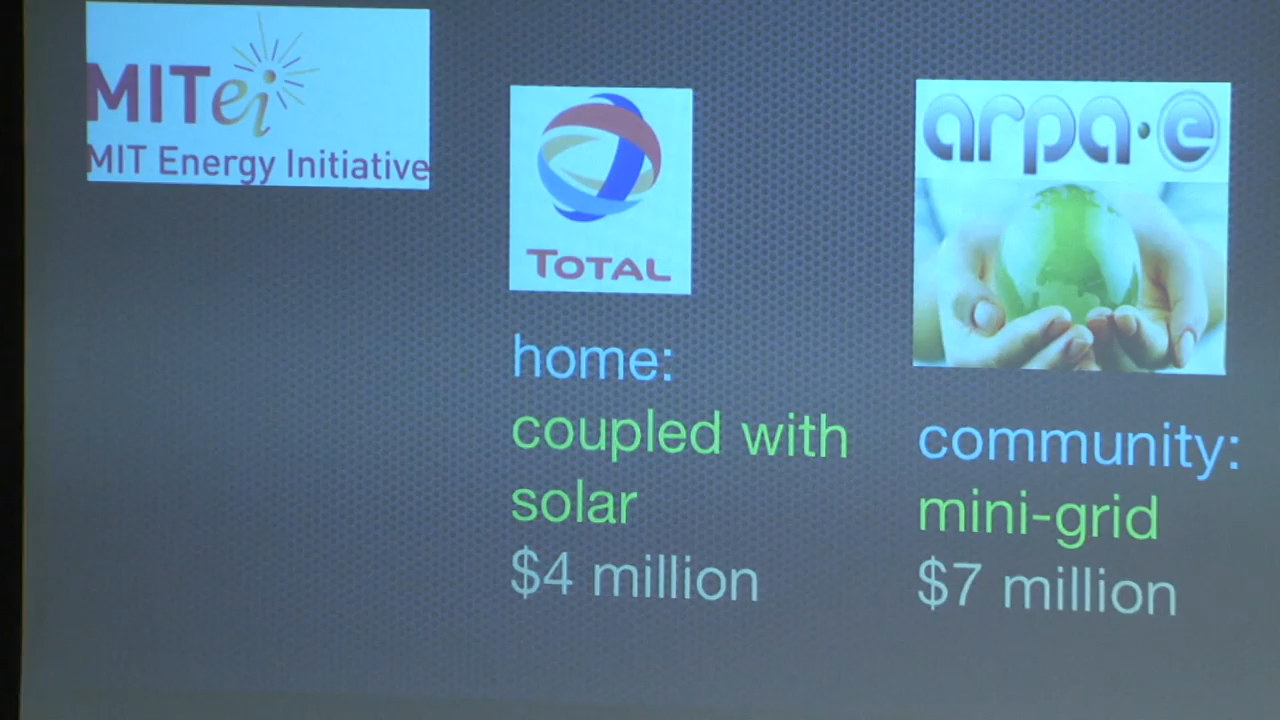 MITei
MIT Energy Initiative
TOTAL
home:
coupled with
solar
$4 million
arpa·e
community:
mini-grid
$7 million